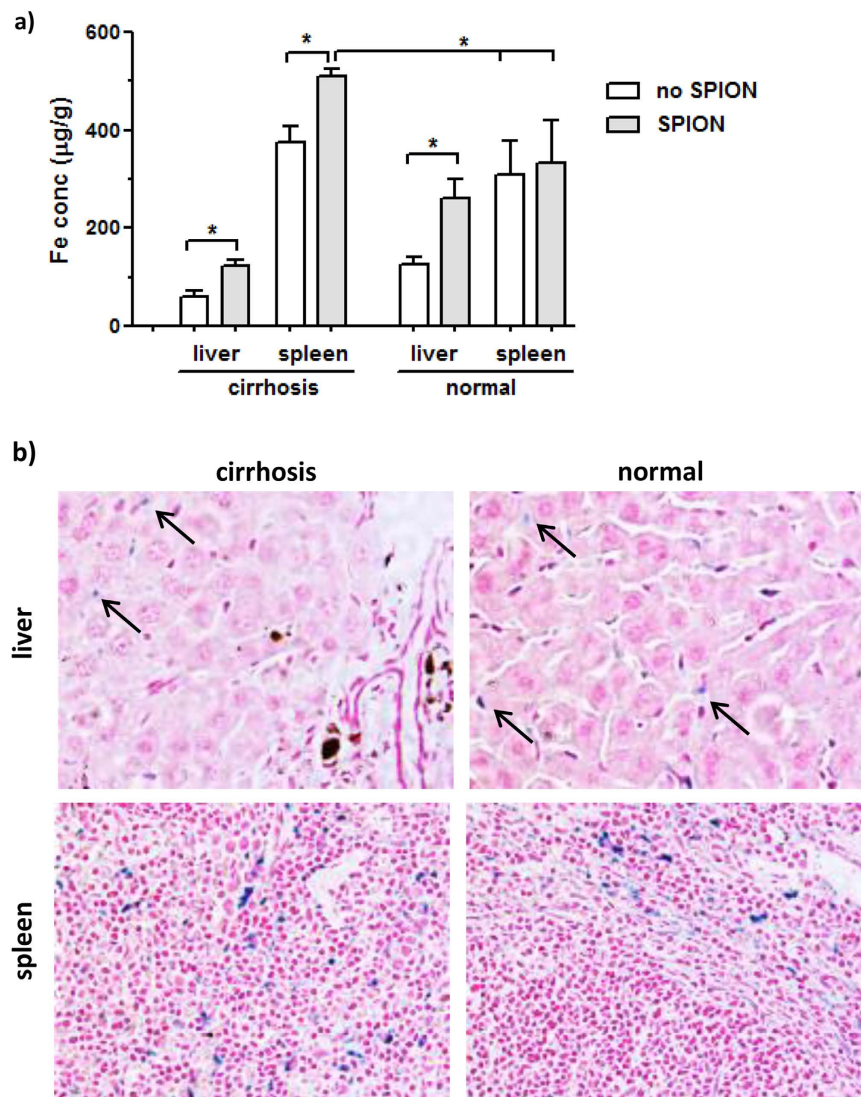 a)
600
400
200
0
Fe conc (µg/g)
*
*
*
*
*
no SPION
SPION
liver
spleen
liver
spleen
cirrhosis
normal
b)
cirrhosis
normal
liver
spleen